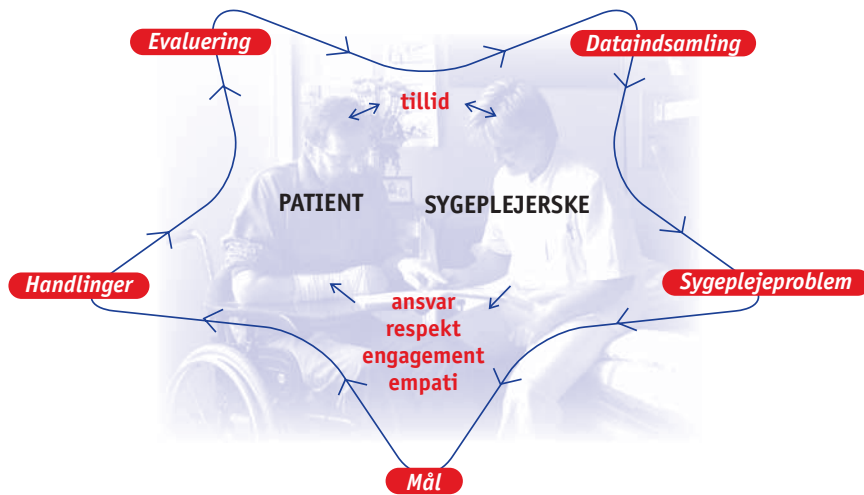 Evaluering
Dataindsamling
tillid
PATIENT
SYGEPLEJERSKE
Handlinger
Sygeplejeproblem
ansvar
respekt
engagement
empati
Mål